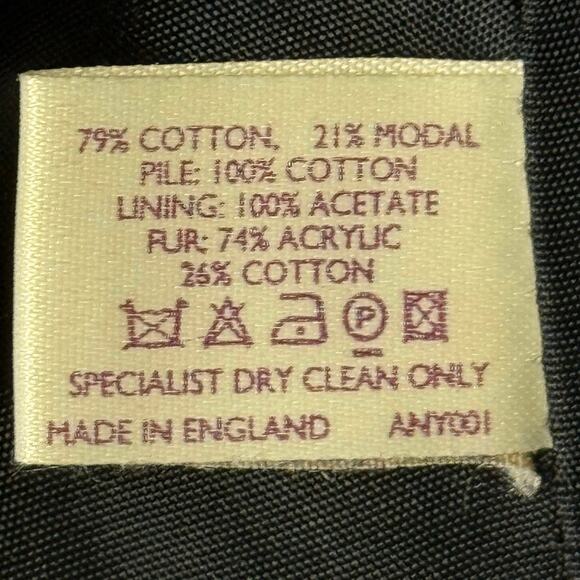 79% COTTON, 21% MODAL
PILE: 100% COTTON
LINING: 100% ACETATE
FUR: 74% ACRYLIC
26% COTTON
P
SPECIALIST DRY CLEAN ONLY
MADE IN ENGLAND ANY001